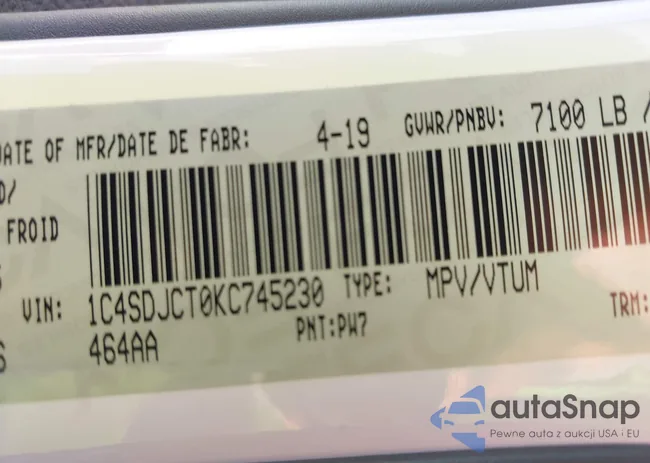 DATE OF MFR/DATE DE FABR: 4-19 GVWR/PNBV: 7100 LB /
D/
FROID
VIN: 1C4SDJCT0KC745230 TYPE: MPV/VTUM
464AA PNT:PW7 TRM:
autaSnap
Pewne auta z aukcji USA i EU